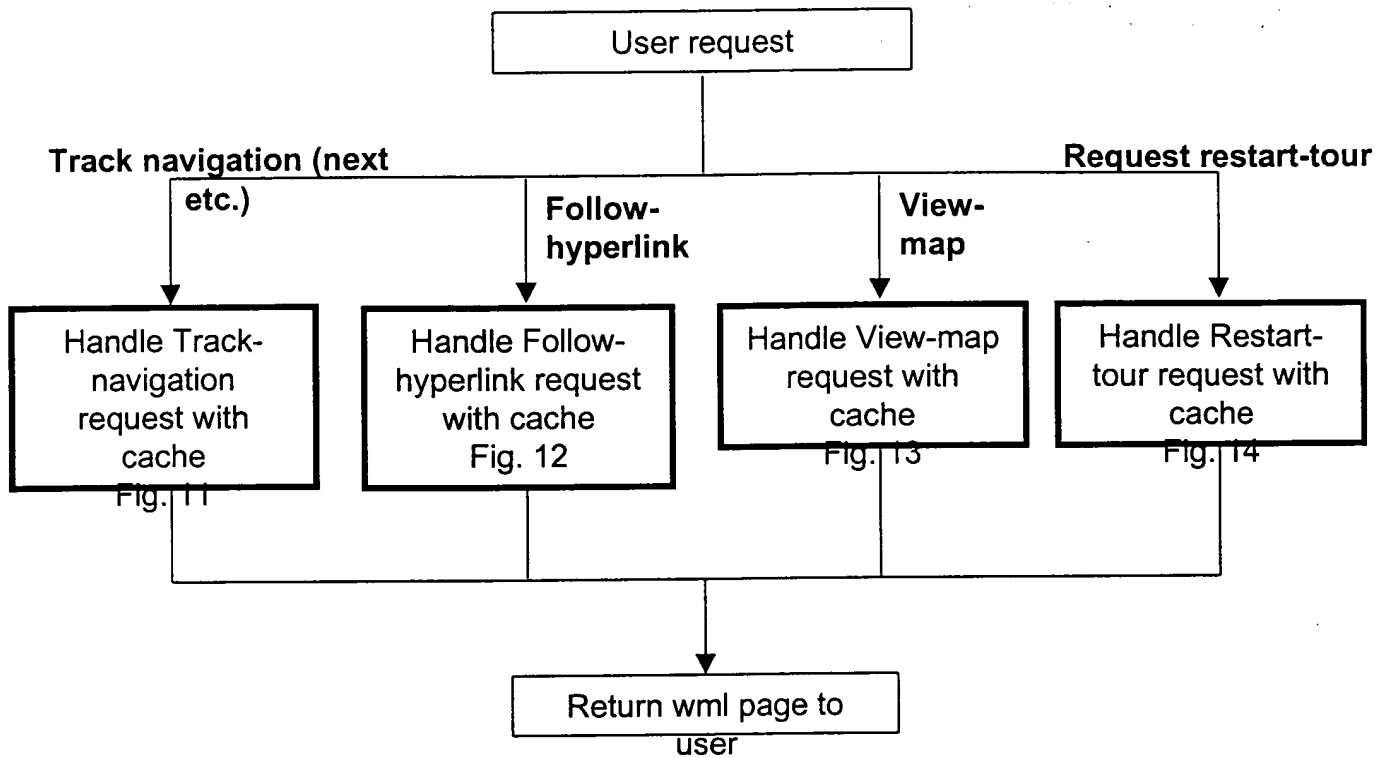 User request
Track navigation (next
etc.)
Follow-
hyperlink
View-
map
Request restart-tour
Handle Track-
navigation
request with
cache
Fig. 11
Handle Follow-
hyperlink request
with cache
Fig. 12
Handle View-map
request with
cache
Fig. 13
Handle Restart-
tour request with
cache
Fig. 14
Return wml page to
user